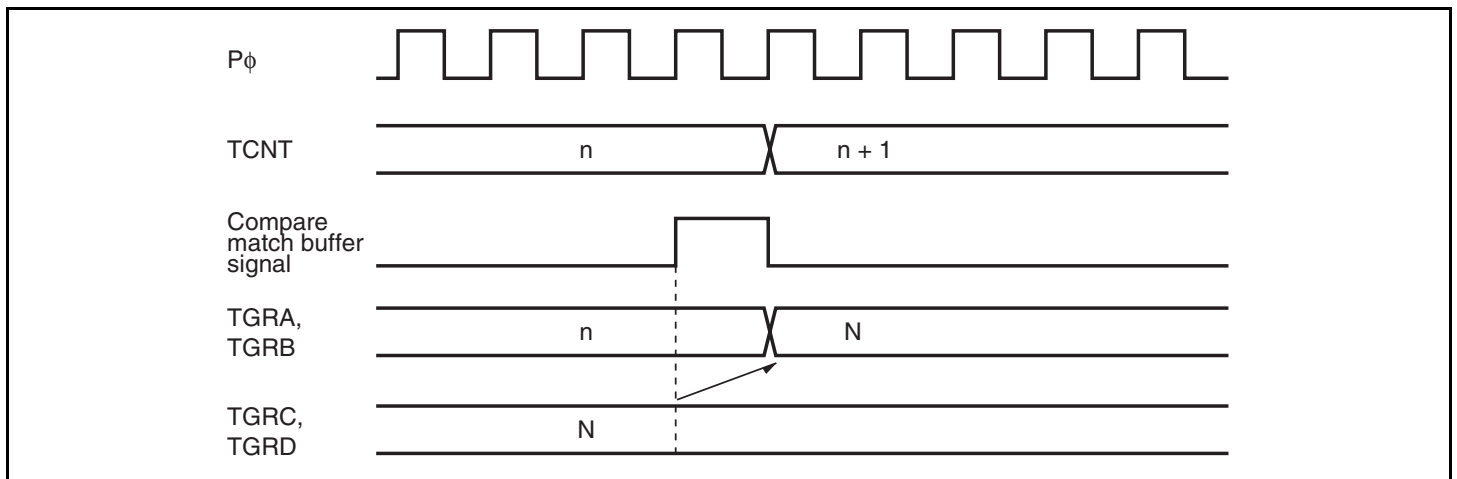 Pϕ
TCNT
n
n + 1
Compare
match buffer
signal
TGRA,
TGRB
n
N
TGRC,
TGRD
N